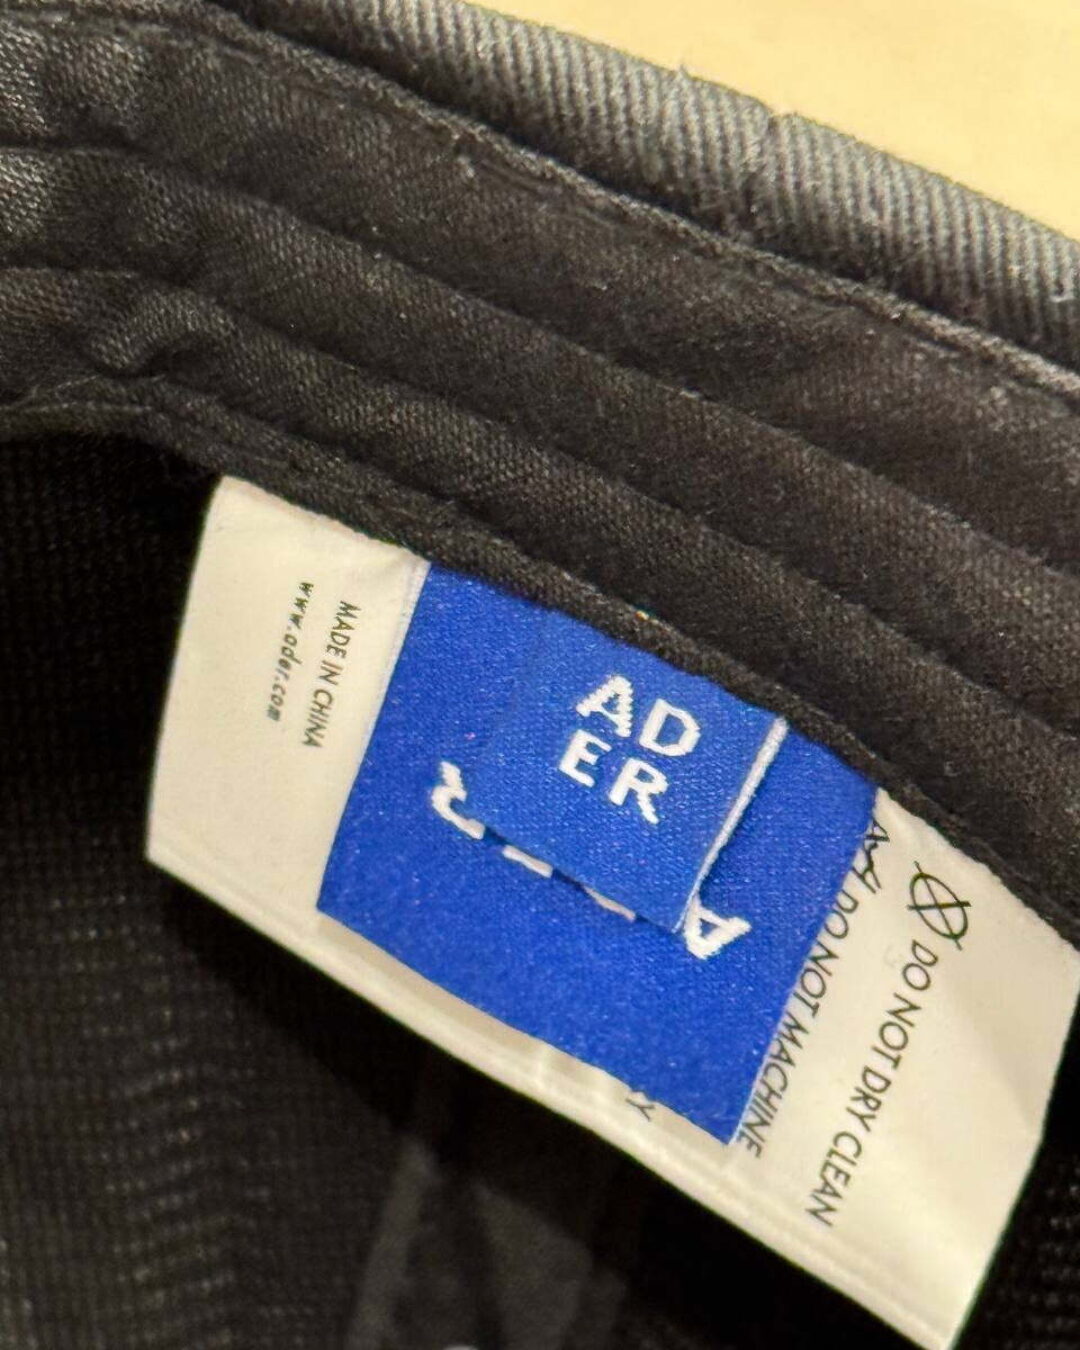 AD
ER
MADE IN CHINA
www.ader.com
DO NOT DRY CLEAN
DO NOT MACHINE